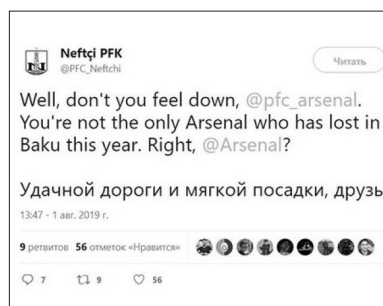 Neftçi PFK
@PFC_Neftchi
Читать
Well, don't you feel down, @pfc_arsenal.
You're not the only Arsenal who has lost in
Baku this year. Right, @Arsenal?
Удачной дороги и мягкой посадки, друзь
13:47 - 1 авг. 2019 г.
9 ретвитов 56 отметок «Нравится»
7 9 56